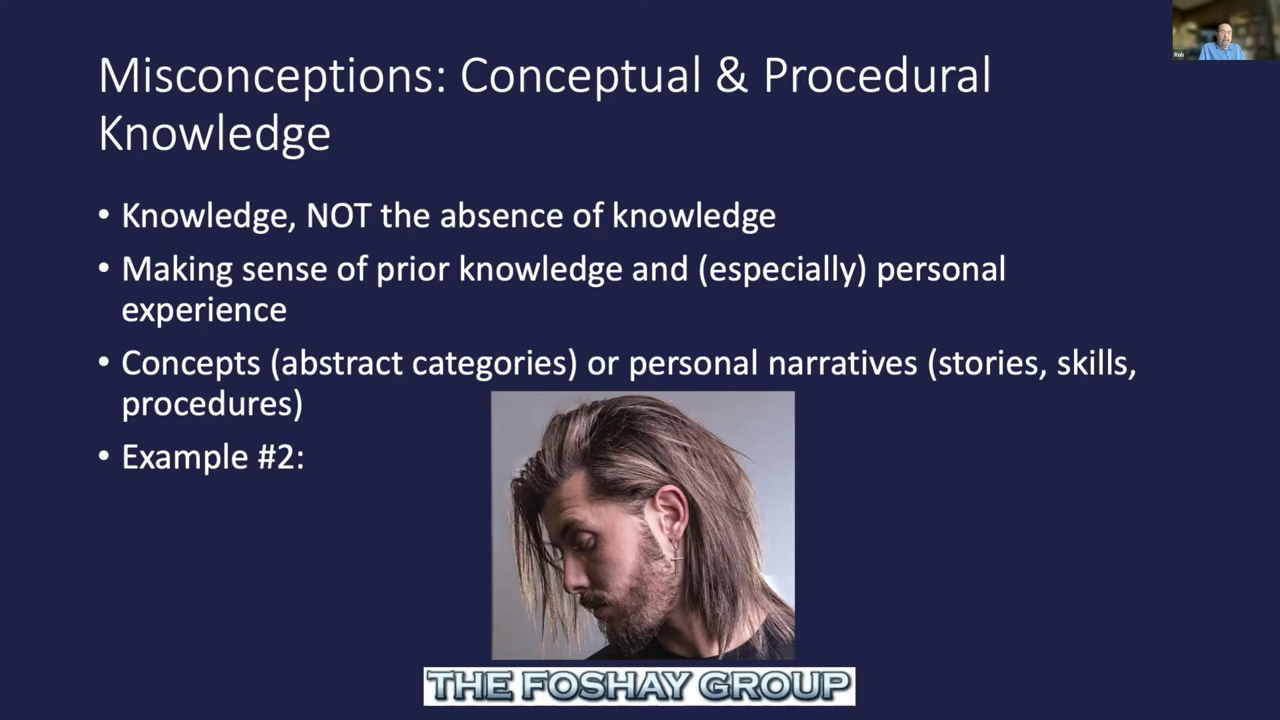 Misconceptions: Conceptual & Procedural
Knowledge
• Knowledge, NOT the absence of knowledge
• Making sense of prior knowledge and (especially) personal
experience
• Concepts (abstract categories) or personal narratives (stories, skills,
procedures)
• Example #2:
THE FOSHAY GROUP
Rob